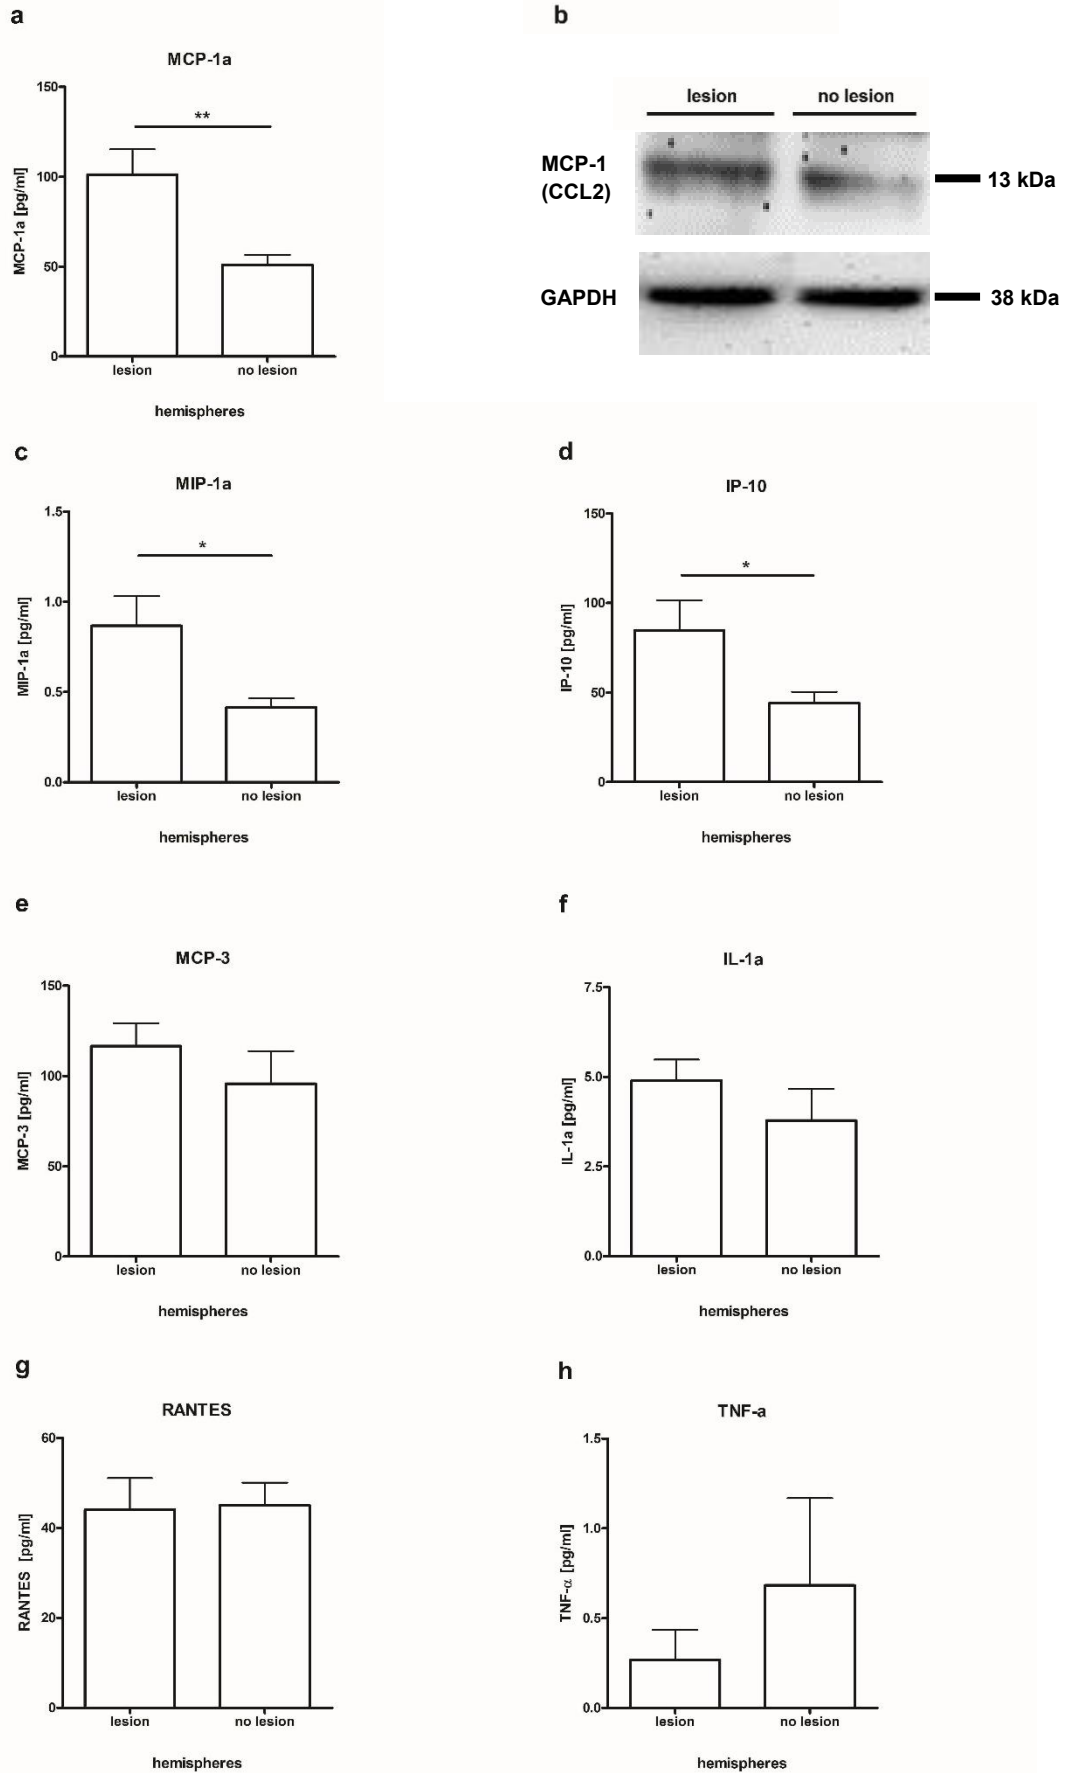 a
MCP-1a
150
100
50
0
MCP-1a [pg/ml]
**
lesion
no lesion
hemispheres
b
lesion
no lesion
MCP-1
(CCL2)
13 kDa
GAPDH
38 kDa
c
MIP-1a
1.5
1.0
0.5
0.0
MIP-1a [pg/ml]
*
lesion
no lesion
hemispheres
d
IP-10
150
100
50
0
IP-10 [pg/ml]
*
lesion
no lesion
hemispheres
e
MCP-3
150
100
50
0
MCP-3 [pg/ml]
lesion
no lesion
hemispheres
f
IL-1a
7.5
5.0
2.5
0.0
IL-1a [pg/ml]
lesion
no lesion
hemispheres
g
RANTES
60
40
20
0
RANTES [pg/ml]
lesion
no lesion
hemispheres
h
TNF-a
1.5
1.0
0.5
0.0
TNF-α [pg/ml]
lesion
no lesion
hemispheres